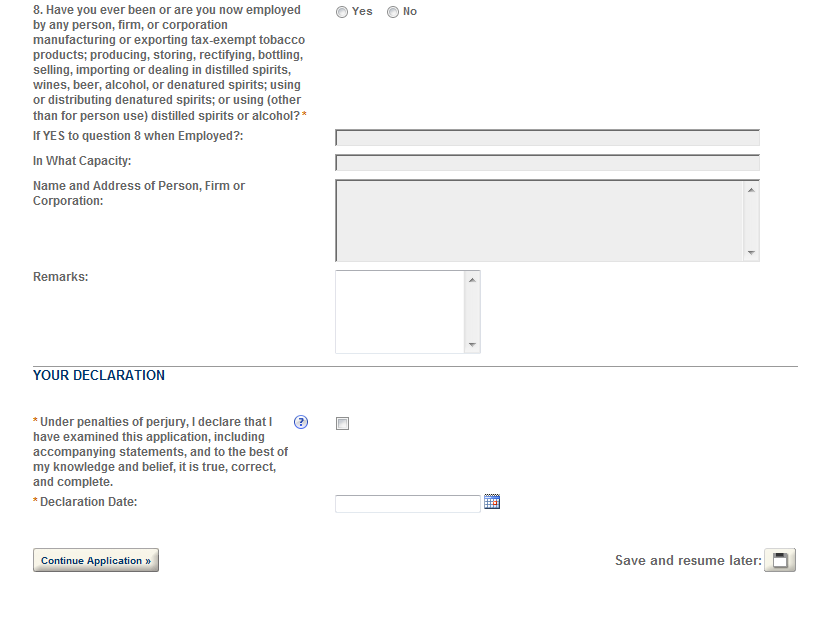 8. Have you ever been or are you now employed
by any person, firm, or corporation
manufacturing or exporting tax-exempt tobacco
products; producing, storing, rectifying, bottling,
selling, importing or dealing in distilled spirits,
wines, beer, alcohol, or denatured spirits; using
or distributing denatured spirits; or using (other
than for person use) distilled spirits or alcohol?*
Yes No
If YES to question 8 when Employed?:
In What Capacity:
Name and Address of Person, Firm or
Corporation:
Remarks:
YOUR DECLARATION
*Under penalties of perjury, I declare that I
have examined this application, including
accompanying statements, and to the best of
my knowledge and belief, it is true, correct,
and complete.
?
*Declaration Date:
Continue Application »
Save and resume later: